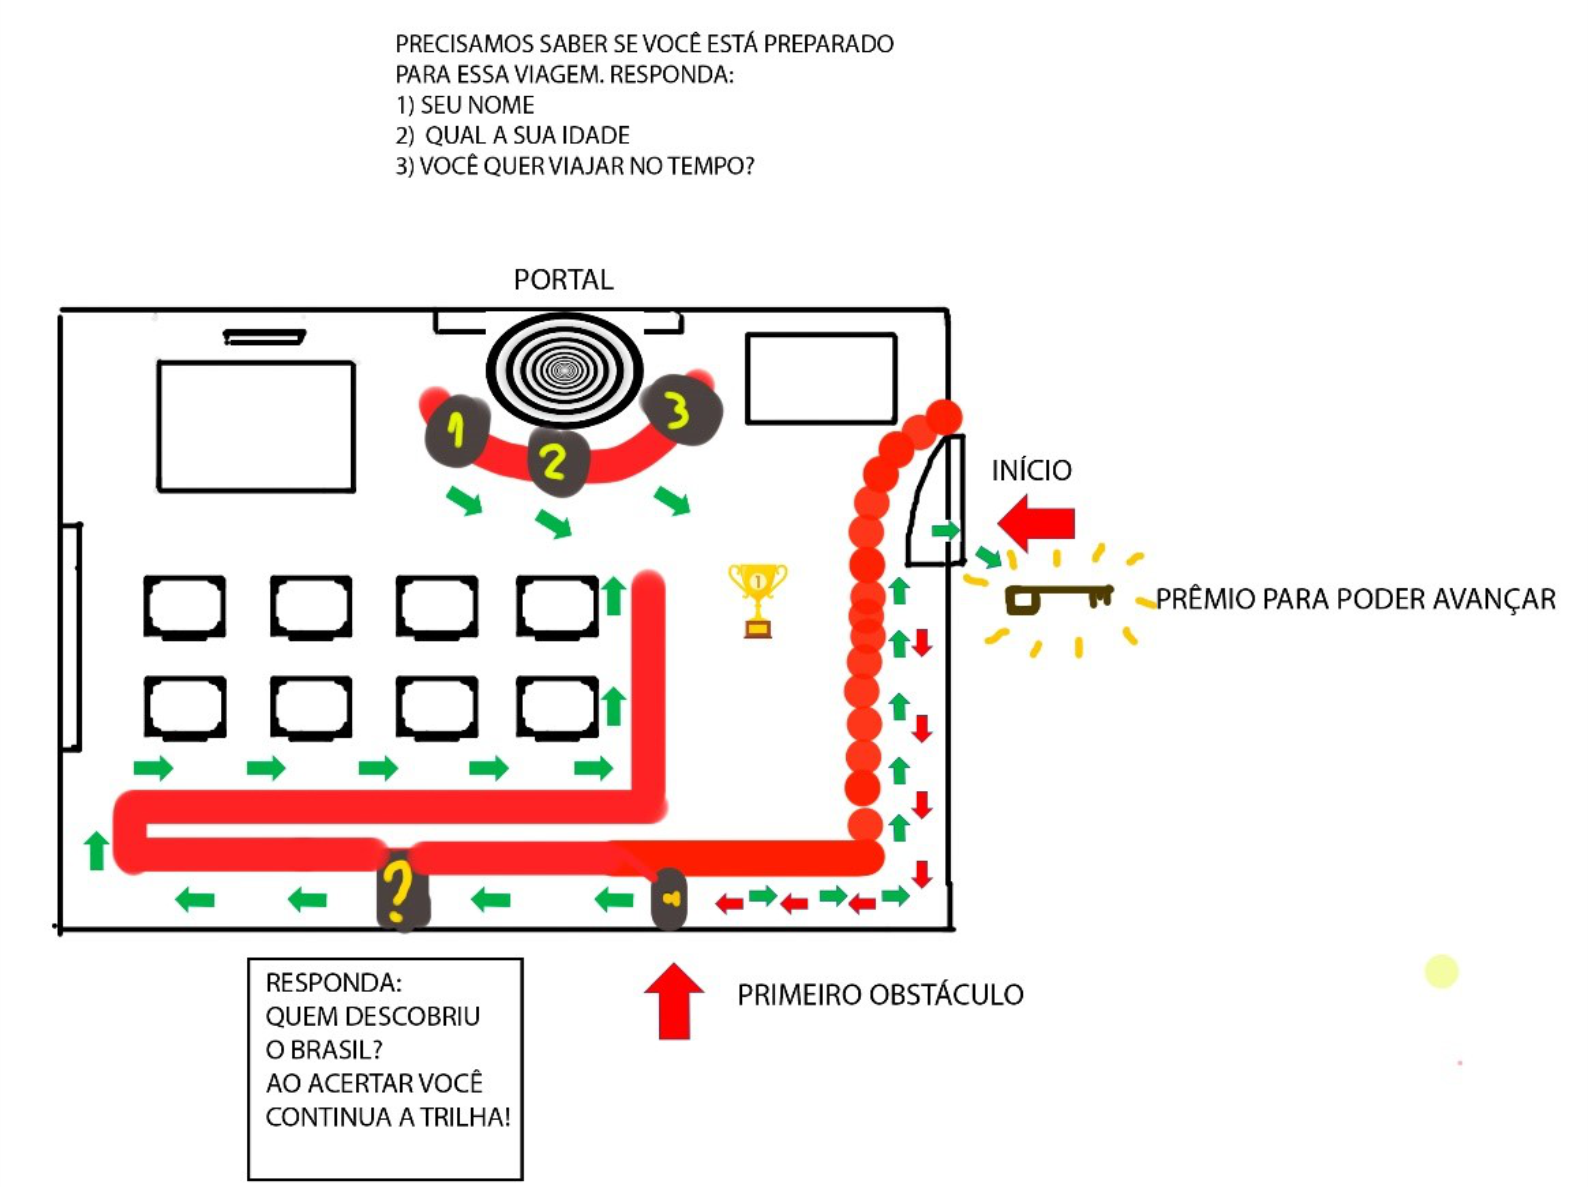 PRECISAMOS SABER SE VOCÊ ESTÁ PREPARADO
PARA ESSA VIAGEM. RESPONDA:
1) SEU NOME
2) QUAL A SUA IDADE
3) VOCÊ QUER VIAJAR NO TEMPO?
PORTAL
1
2
3
INÍCIO
1
PRÊMIO PARA PODER AVANÇAR
?
PRIMEIRO OBSTÁCULO
RESPONDA:
QUEM DESCOBRIU
O BRASIL?
AO ACERTAR VOCÊ
CONTINUA A TRILHA!